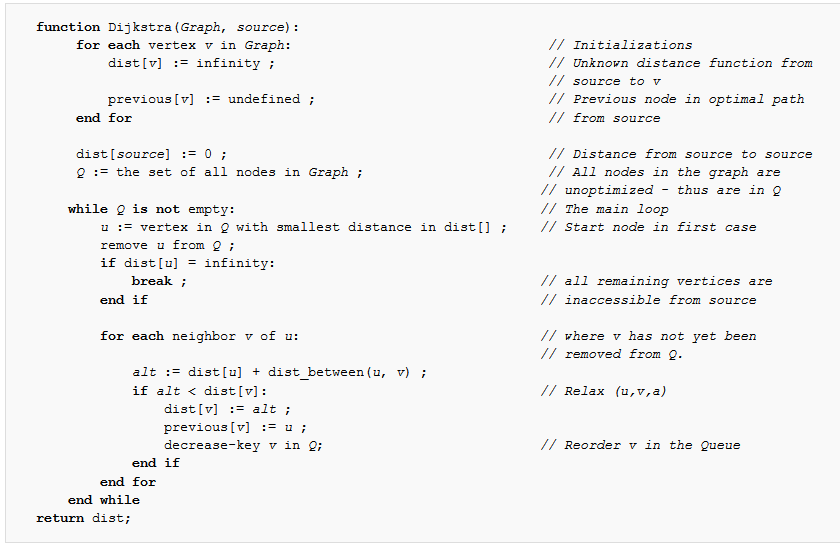 function Dijkstra(Graph, source):
for each vertex v in Graph: // Initializations
dist[v] := infinity ; // Unknown distance function from
// source to v
previous[v] := undefined ; // Previous node in optimal path
end for // from source
dist[source] := 0 ; // Distance from source to source
Q := the set of all nodes in Graph ; // All nodes in the graph are
// unoptimized - thus are in Q
while Q is not empty: // The main loop
u := vertex in Q with smallest distance in dist[] ; // Start node in first case
remove u from Q ;
if dist[u] = infinity:
break ; // all remaining vertices are
end if // inaccessible from source
for each neighbor v of u: // where v has not yet been
// removed from Q.
alt := dist[u] + dist_between(u, v) ;
if alt < dist[v]: // Relax (u,v,a)
dist[v] := alt ;
previous[v] := u ;
decrease-key v in Q; // Reorder v in the Queue
end if
end for
end while
return dist;